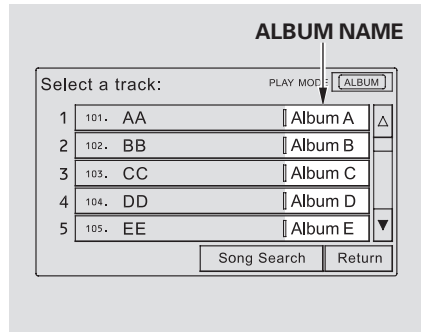 ALBUM NAME
Select a track: PLAY MODE ALBUM
1 101. AA Album A
2 102. BB Album B
3 103. CC Album C
4 104. DD Album D
5 105. EE Album E
Song Search Return